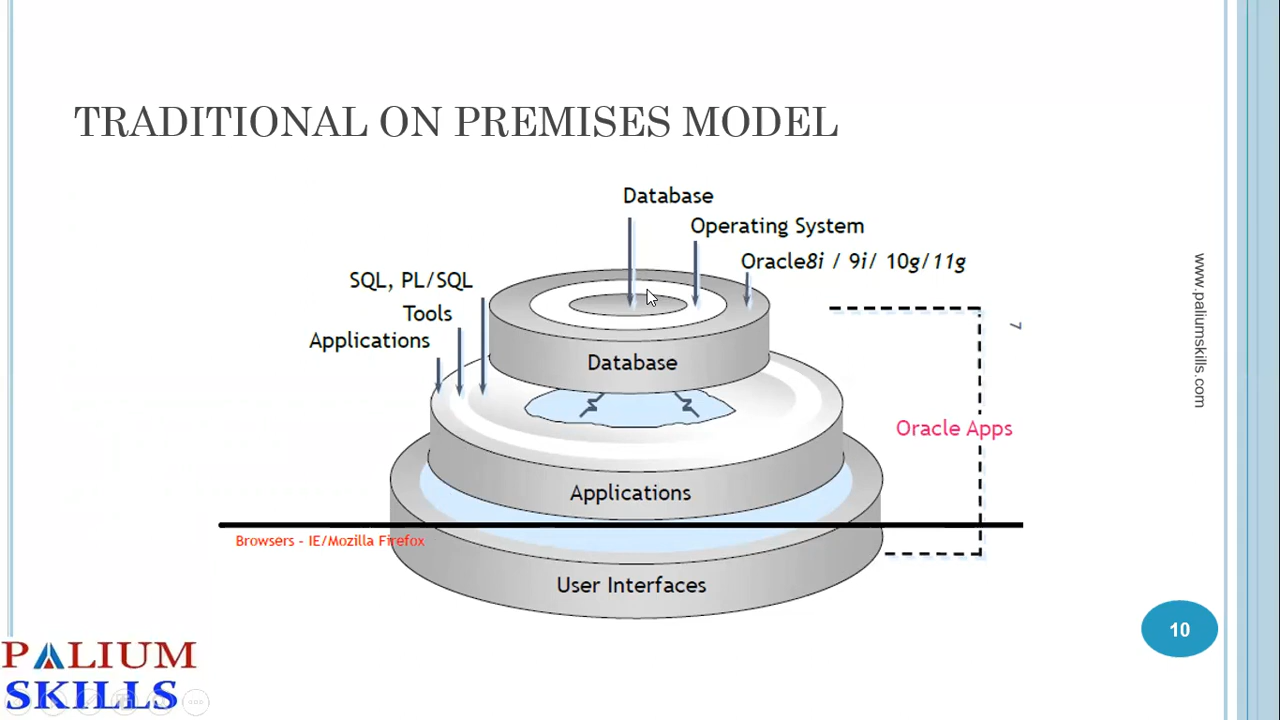 TRADITIONAL ON PREMISES MODEL
Database
Operating System
Oracle8i / 9i/ 10g/11g
SQL, PL/SQL
Tools
Applications
Database
7
Oracle Apps
Applications
Browsers - IE/Mozilla Firefox
User Interfaces
www.paliumskills.com
10
PALIUM
SKILLS